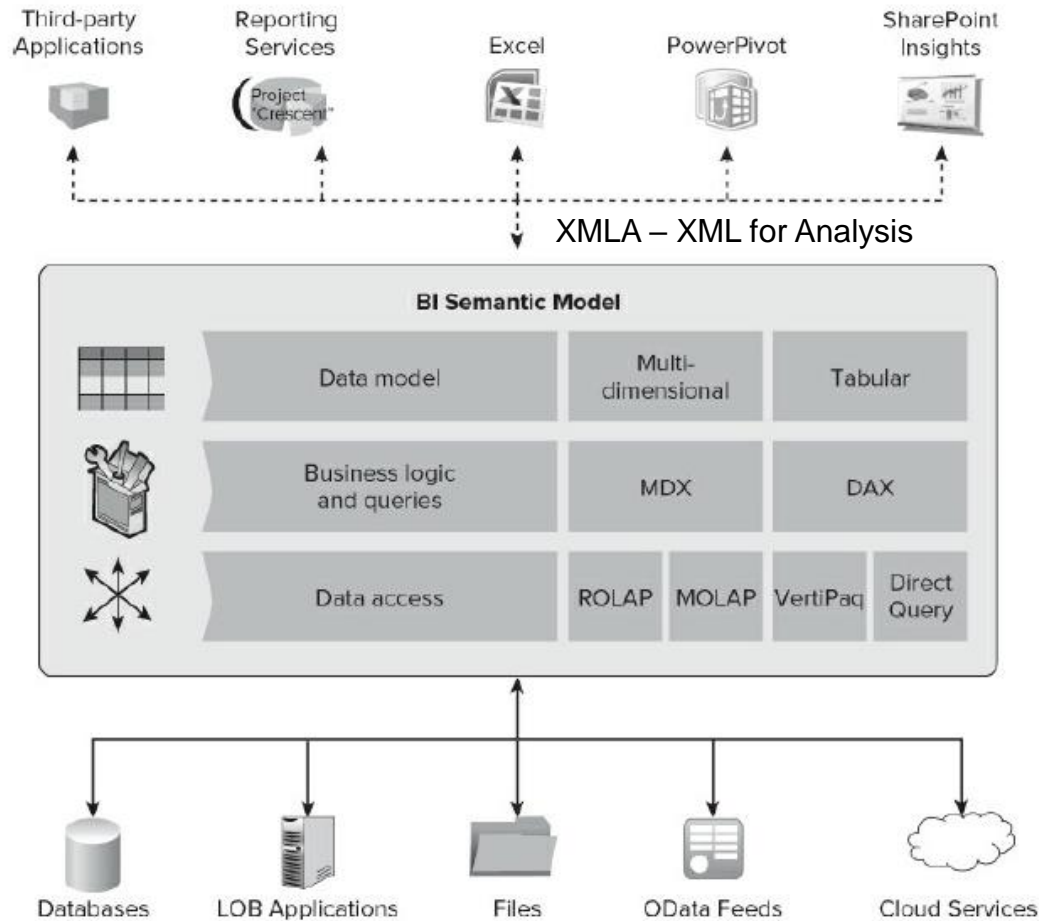 Third-party
Applications
Reporting
Services
Project
"Crescent"
Excel
PowerPivot
SharePoint
Insights
XMLA – XML for Analysis
BI Semantic Model
Data model
Multi-
dimensional
Tabular
Business logic
and queries
MDX
DAX
Data access
ROLAP
MOLAP
VertiPaq
Direct
Query
Databases
LOB Applications
Files
OData Feeds
Cloud Services